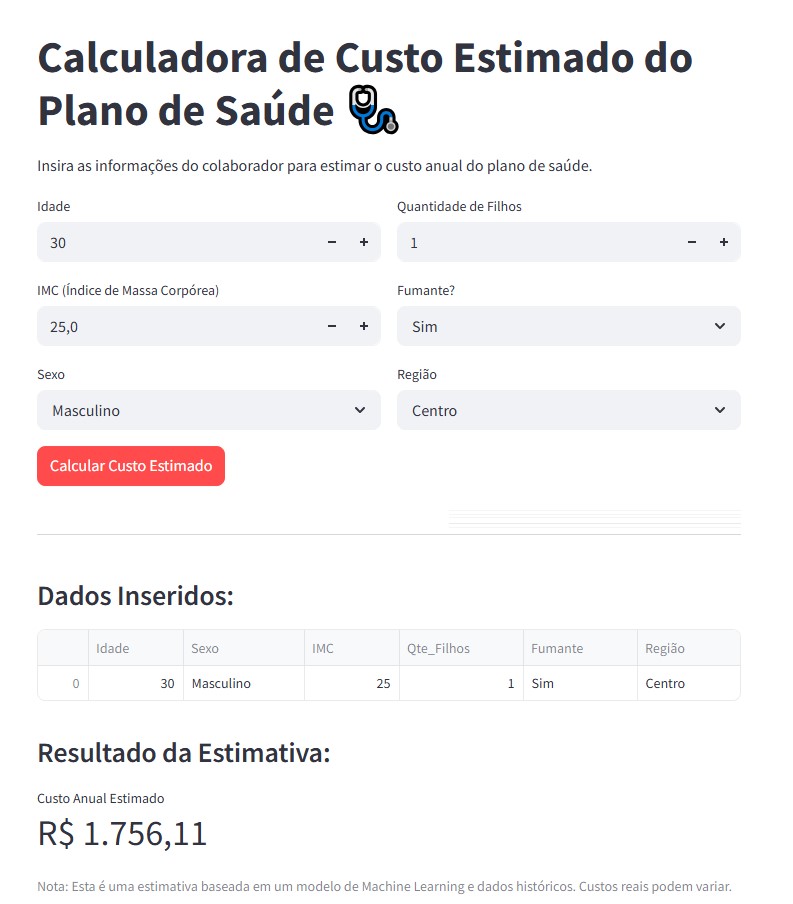 Calculadora de Custo Estimado do
Plano de Saúde
Insira as informações do colaborador para estimar o custo anual do plano de saúde.
Idade Quantidade de Filhos
30 1
IMC (Índice de Massa Corpórea) Fumante?
25,0 Sim
Sexo Região
Masculino Centro
Calcular Custo Estimado
Dados Inseridos:
Idade Sexo IMC Qte_Filhos Fumante Região
0 30 Masculino 25 1 Sim Centro
Resultado da Estimativa:
Custo Anual Estimado
R$ 1.756,11
Nota: Esta é uma estimativa baseada em um modelo de Machine Learning e dados históricos. Custos reais podem variar.